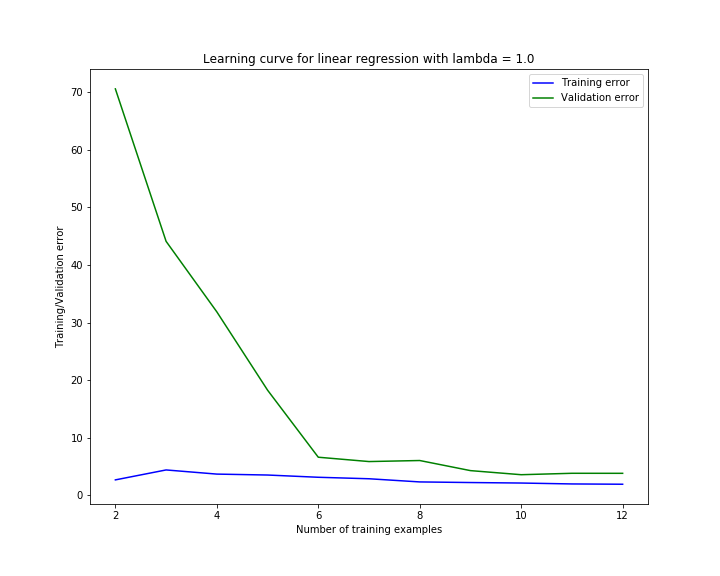 Learning curve for linear regression with lambda = 1.0
Training error
Validation error
Training/Validation error
70
60
50
40
30
20
10
0
2 4 6 8 10 12
Number of training examples